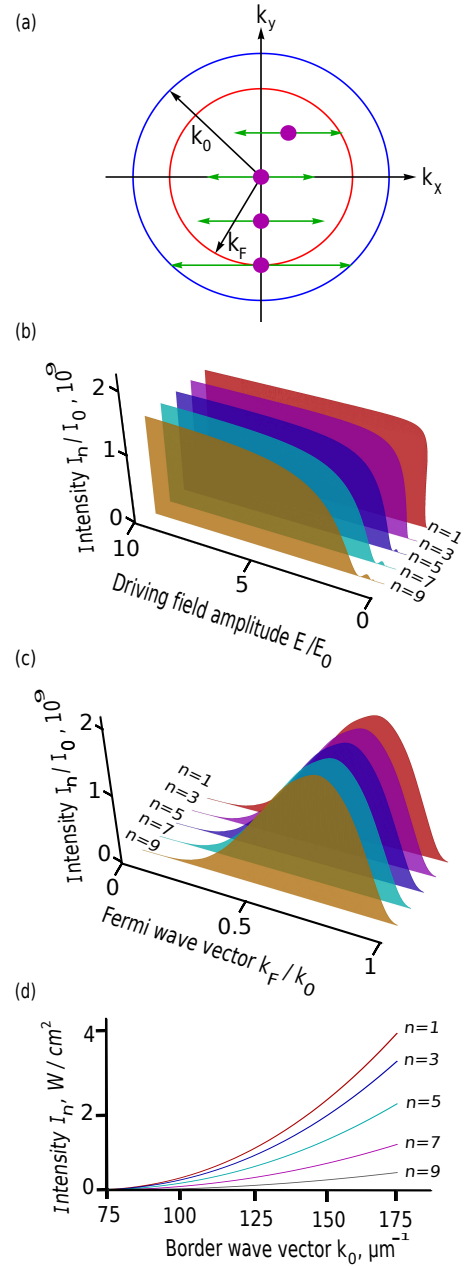 (a)
k_y
k_0
k_x
k_F
(b)
Intensity I_n / I_0 , 10^9
2
1
0
10
5
0
n=1
n=3
n=5
n=7
n=9
Driving field amplitude E/E_0
(c)
Intensity I_n / I_0 , 10^9
2
1
0
n=1
n=3
n=5
n=7
n=9
0
0.5
1
Fermi wave vector k_F / k_0
(d)
Intensity I_n, W/cm^2
4
2
0
n=1
n=3
n=5
n=7
n=9
75 100 125 150 175
Border wave vector k_0, μm^-1